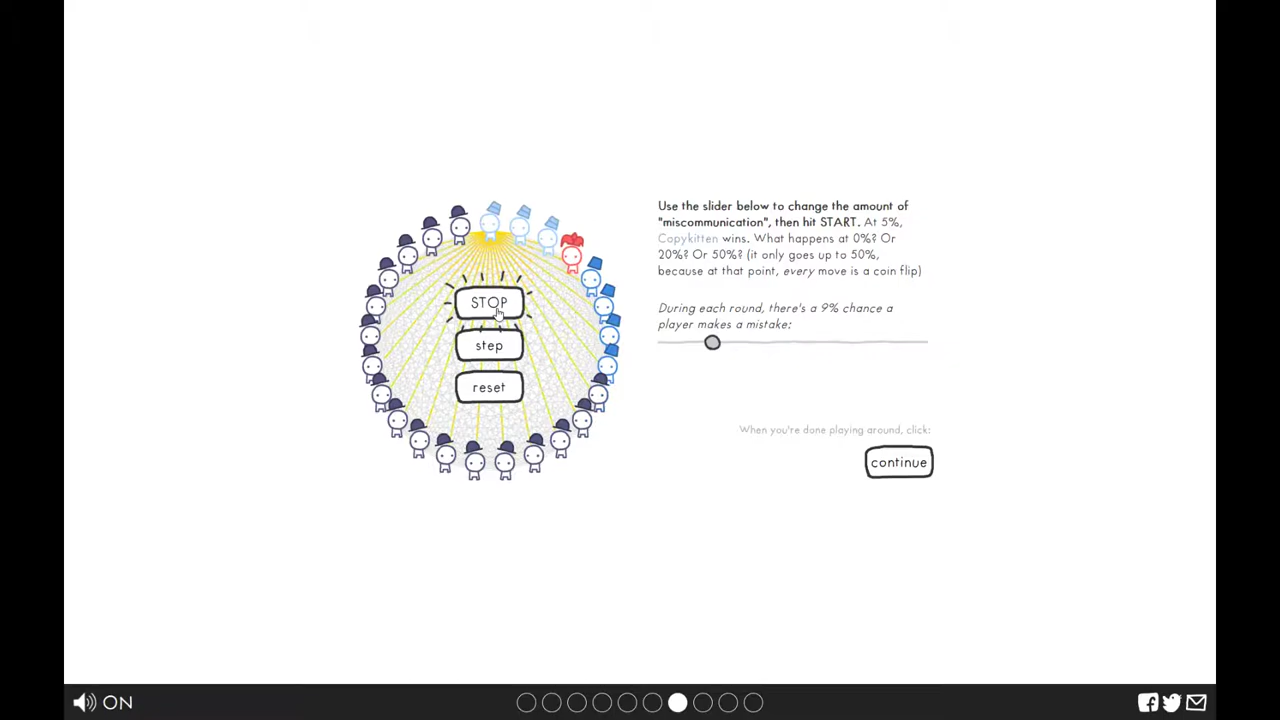 Use the slider below to change the amount of
"miscommunication", then hit START. At 5%,
Copykitten wins. What happens at 0%? Or
20%? Or 50%? (it only goes up to 50%,
because at that point, every move is a coin flip)
During each round, there's a 9% chance a
player makes a mistake:
STOP
step
reset
When you're done playing around, click:
continue
ON